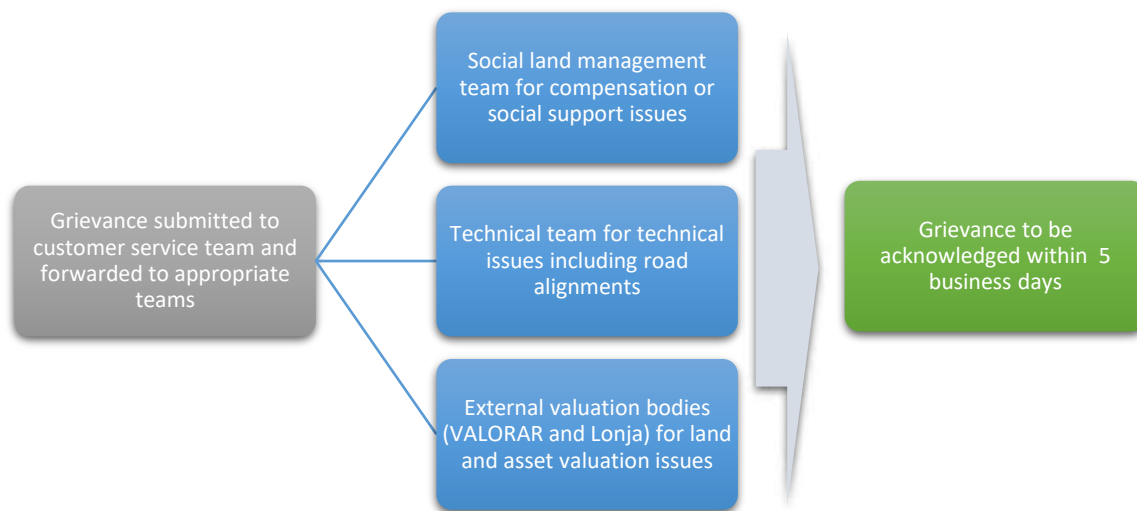 Grievance submitted to
customer service team and
forwarded to appropriate
teams
Social land management
team for compensation or
social support issues
Technical team for technical
issues including road
alignments
External valuation bodies
(VALORAR and Lonja) for land
and asset valuation issues
Grievance to be
acknowledged within 5
business days